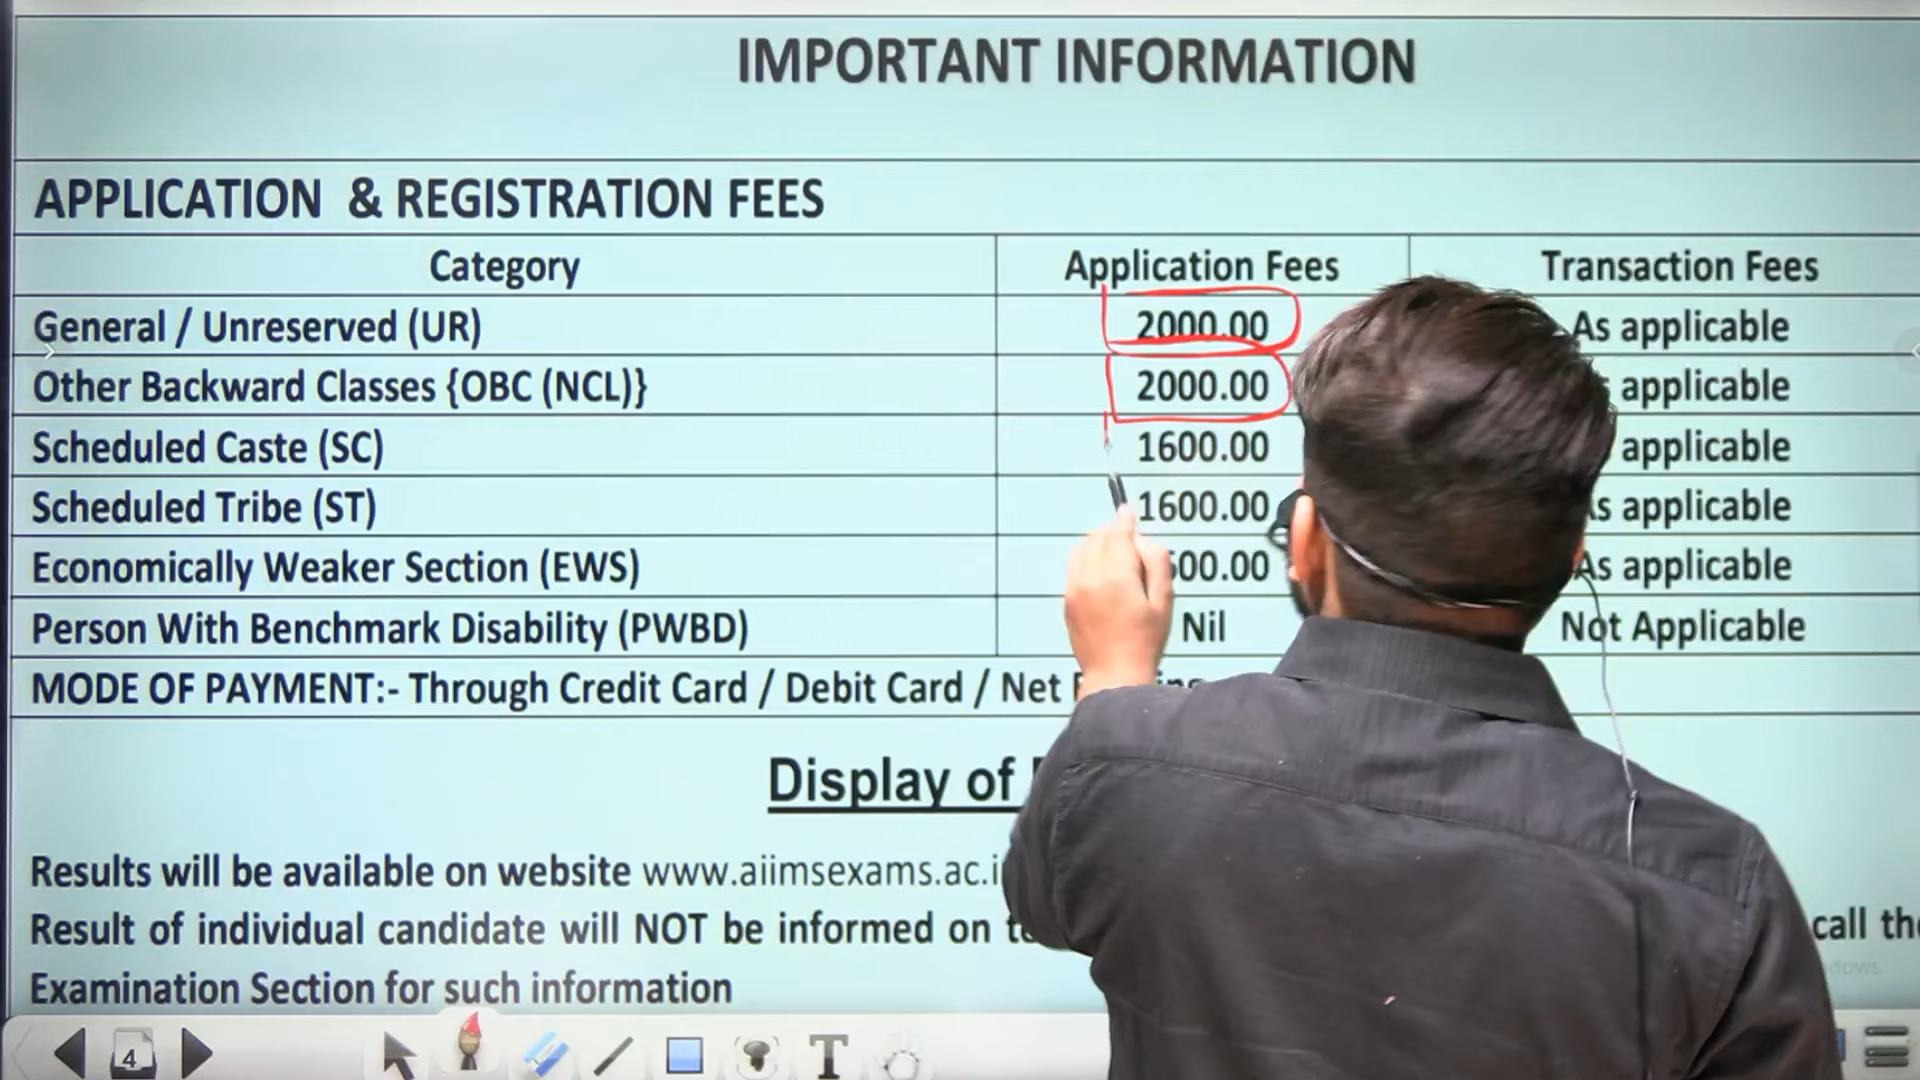 IMPORTANT INFORMATION
APPLICATION & REGISTRATION FEES
Category Application Fees Transaction Fees
General / Unreserved (UR) 2000.00 As applicable
Other Backward Classes {OBC (NCL)} 2000.00 applicable
Scheduled Caste (SC) 1600.00 applicable
Scheduled Tribe (ST) 1600.00 As applicable
Economically Weaker Section (EWS) As applicable
Person With Benchmark Disability (PWBD) Nil Not Applicable
MODE OF PAYMENT:- Through Credit Card / Debit Card / Net
Display of
Results will be available on website www.aiimsexams.ac.i
Result of individual candidate will NOT be informed on call the
Examination Section for such information
4 T